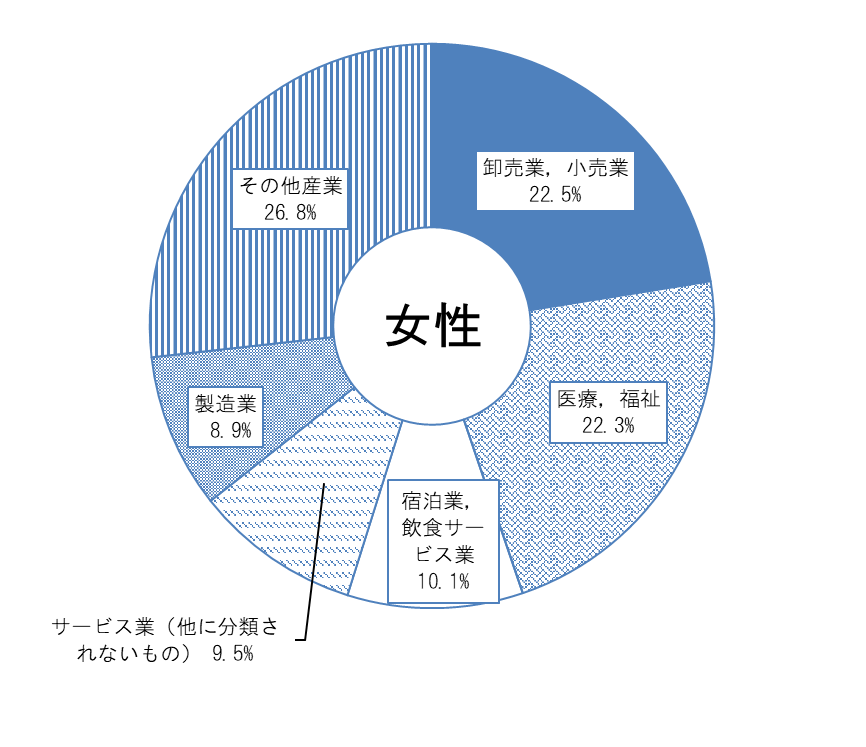 卸売業，小売業
22.5%
医療，福祉
22.3%
宿泊業，
飲食サー
ビス業
10.1%
サービス業（他に分類さ
れないもの） 9.5%
製造業
8.9%
その他産業
26.8%
女性